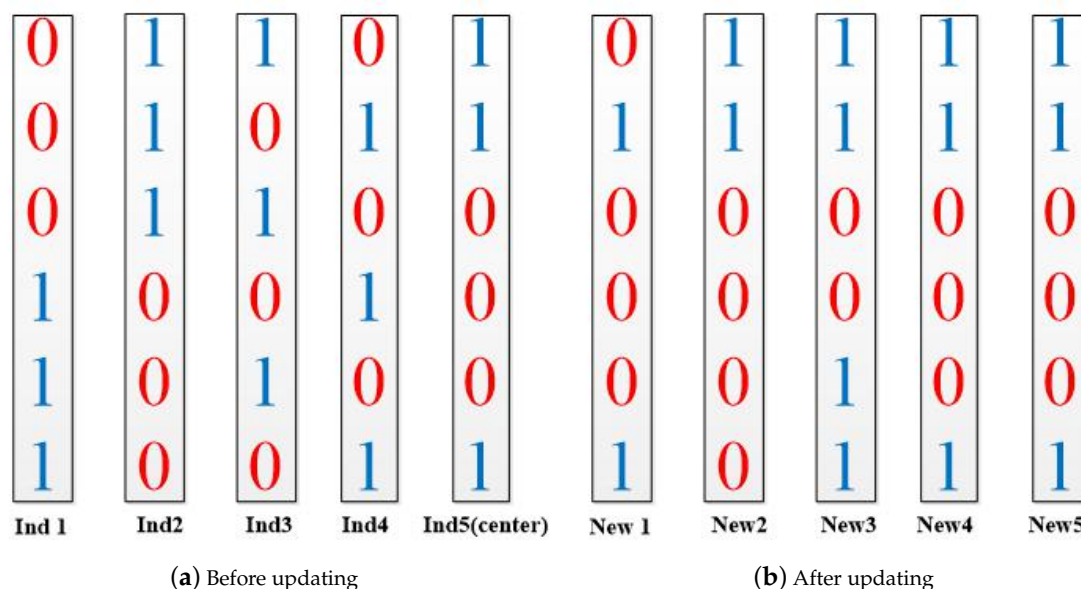 0 1 1 0 1 0 1 1 1 1
0 1 0 1 1 1 1 1 1 1
0 1 1 0 0 0 0 0 0 0
1 0 0 1 0 0 0 0 0 0
1 0 1 0 0 0 0 1 0 0
1 0 0 1 1 1 0 1 1 1
Ind 1 Ind2 Ind3 Ind4 Ind5(center) New 1 New2 New3 New4 New5
(a) Before updating (b) After updating